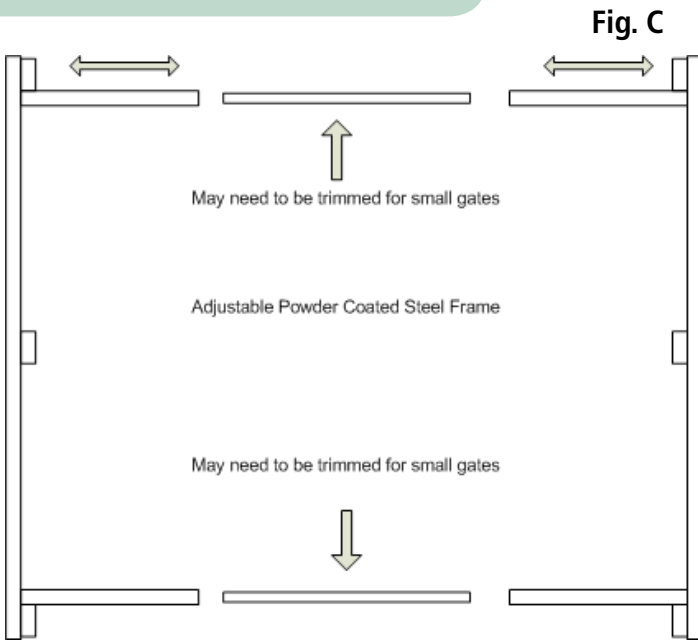 Fig. C
May need to be trimmed for small gates
Adjustable Powder Coated Steel Frame
May need to be trimmed for small gates